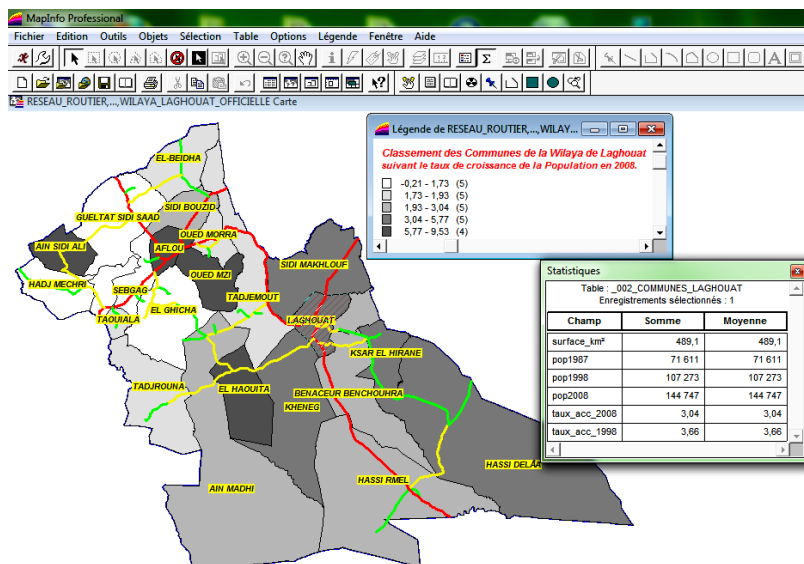 MapInfo Professional
Fichier Edition Outils Objets Sélection Table Options Légende Fenêtre Aide
RESEAU_ROUTIER,...,WILAYA_LAGHOUAT_OFFICIELLE Carte
Légende de RESEAU_ROUTIER,...,WILAY...
Classement des Communes de la Wilaya de Laghouat
suivant le taux de croissance de la Population en 2008.
-0,21 - 1,73 (5)
1,73 - 1,93 (5)
1,93 - 3,04 (5)
3,04 - 5,77 (5)
5,77 - 9,53 (4)
EL-BEIDHA
SIDI BOUZID
GUELTAT SIDI SAAD
OUED MORRA
AIN SIDI ALI
AFLOU
SIDI MAKHLOUF
OUED MZI
HADJ MECHRI
SEBGAG
TADJEMOUT
EL GHICHA
TAOUIALA
LAGHOUAT
KSAR EL HIRANE
TADJROUNA
EL HAOUITA
BENACEUR BENCHOUHRA
KHENEG
HASSI DELAA
HASSI RMEL
AIN MADHI
Statistiques
Table : _002_COMMUNES_LAGHOUAT
Enregistrements sélectionnés : 1
Champ Somme Moyenne
surface_km² 489,1 489,1
pop1987 71 611 71 611
pop1998 107 273 107 273
pop2008 144 747 144 747
taux_acc_2008 3,04 3,04
taux_acc_1998 3,66 3,66